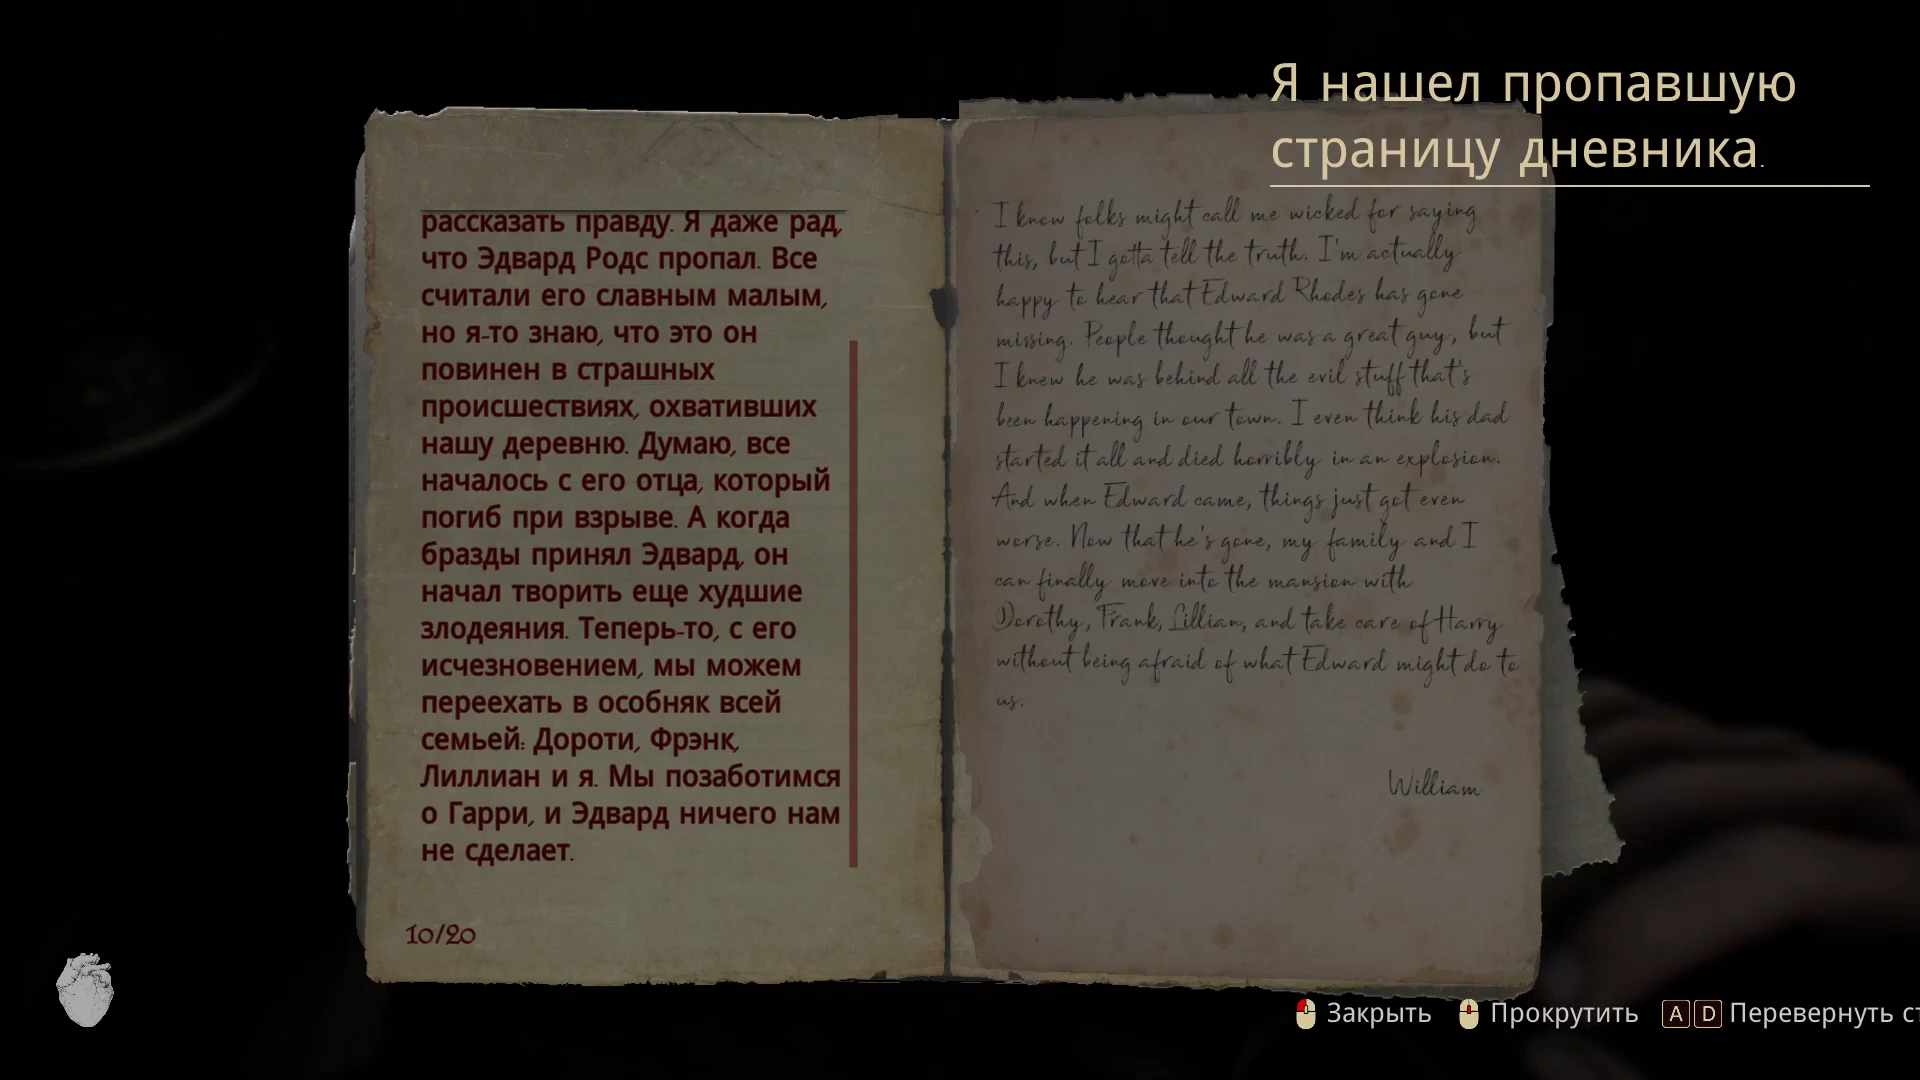 Я нашел пропавшую
страницу дневника.
рассказать правду. Я даже рад,
что Эдвард Родс пропал. Все
считали его славным малым,
но я-то знаю, что это он
повинен в страшных
происшествиях, охвативших
нашу деревню. Думаю, все
началось с его отца, который
погиб при взрыве. А когда
бразды принял Эдвард, он
начал творить еще худшие
злодеяния. Теперь-то, с его
исчезновением, мы можем
переехать в особняк всей
семьей: Дороти, Фрэнк,
Лиллиан и я. Мы позаботимся
о Гарри, и Эдвард ничего нам
не сделает.
10/20
I know folks might call me wicked for saying
this, but I gotta tell the truth. I'm actually
happy to hear that Edward Rhodes has gone
missing. People thought he was a great guy, but
I knew he was behind all the evil stuff that's
been happening in our town. I even think his dad
started it all and died horribly in an explosion.
And when Edward came, things just got even
worse. Now that he's gone, my family and I
can finally move into the mansion with
Dorothy, Frank, Lillian, and take care of Harry
without being afraid of what Edward might do to
us.
William
Закрыть Прокрутить A D Перевернуть ст